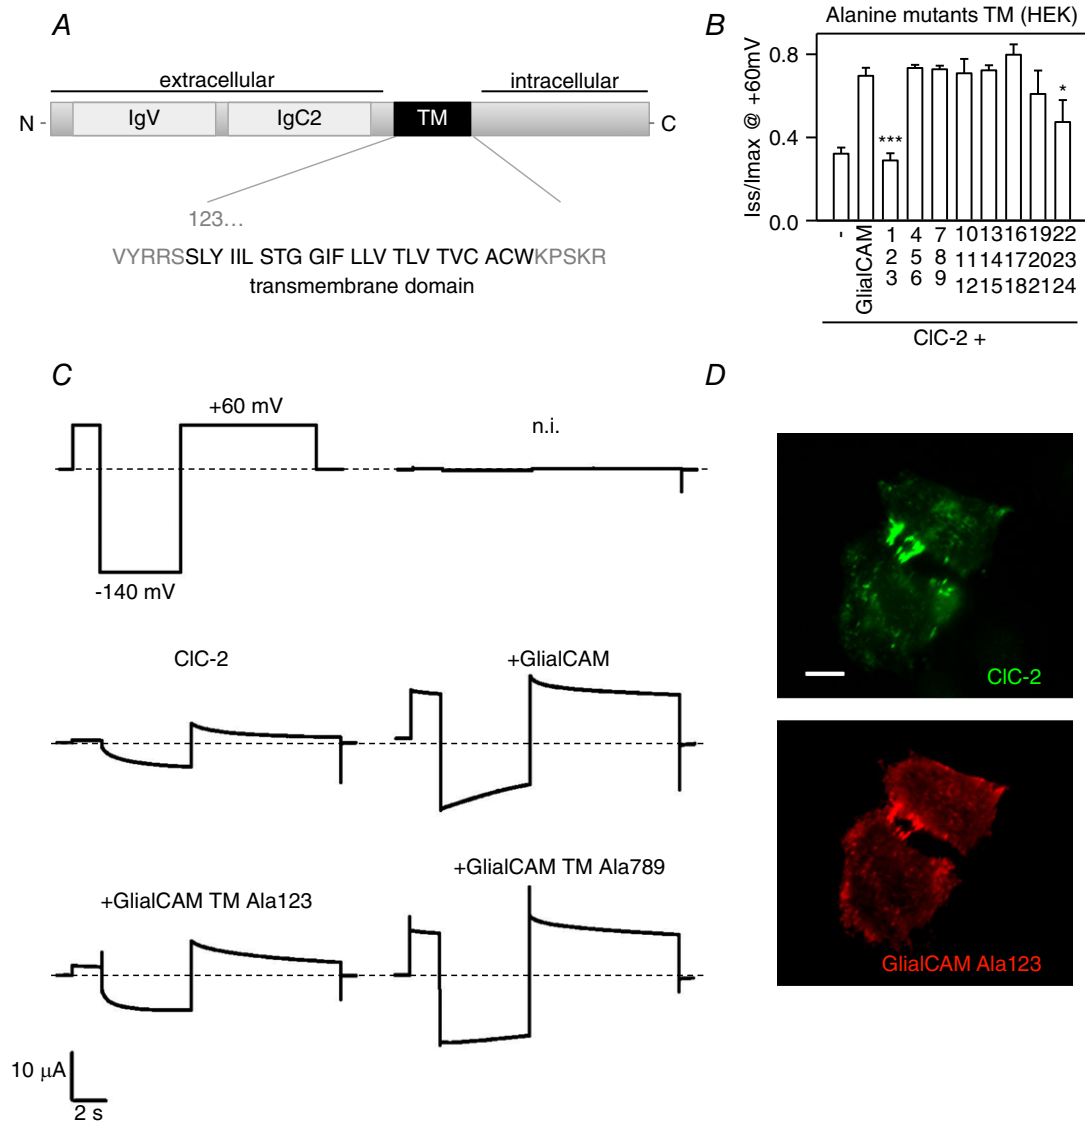 A
extracellular
intracellular
N -
IgV
IgC2
TM
- C
123...
VYRRSSLY IIL STG GIF LLV TLV TVC ACWKPSKR
transmembrane domain
B
Alanine mutants TM (HEK)
Iss/Imax @ +60mV
0.8
0.4
0.0
***
*
-
GlialCAM
1 4 7 10 13 16 19 22
2 5 8 11 14 17 20 23
3 6 9 12 15 18 21 24
ClC-2 +
C
+60 mV
-140 mV
n.i.
ClC-2
+GlialCAM
+GlialCAM TM Ala123
+GlialCAM TM Ala789
10 µA
2 s
D
ClC-2
GlialCAM Ala123